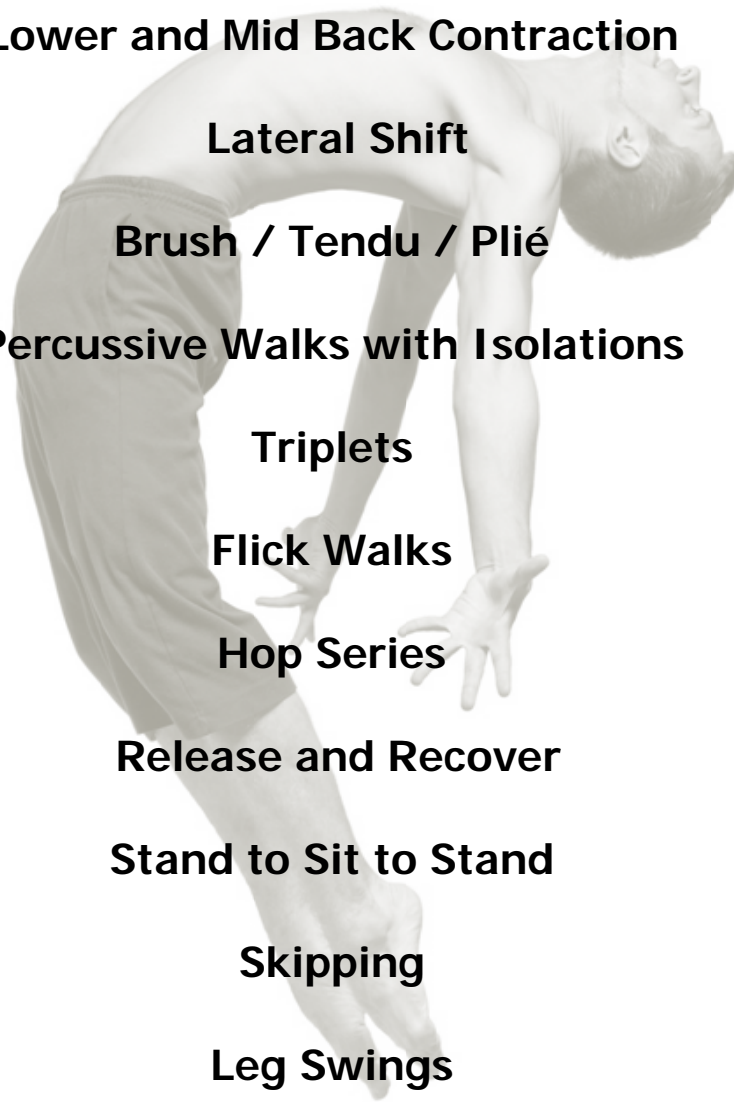 Lower and Mid Back Contraction
Lateral Shift
Brush / Tendu / Plié
Percussive Walks with Isolations
Triplets
Flick Walks
Hop Series
Release and Recover
Stand to Sit to Stand
Skipping
Leg Swings